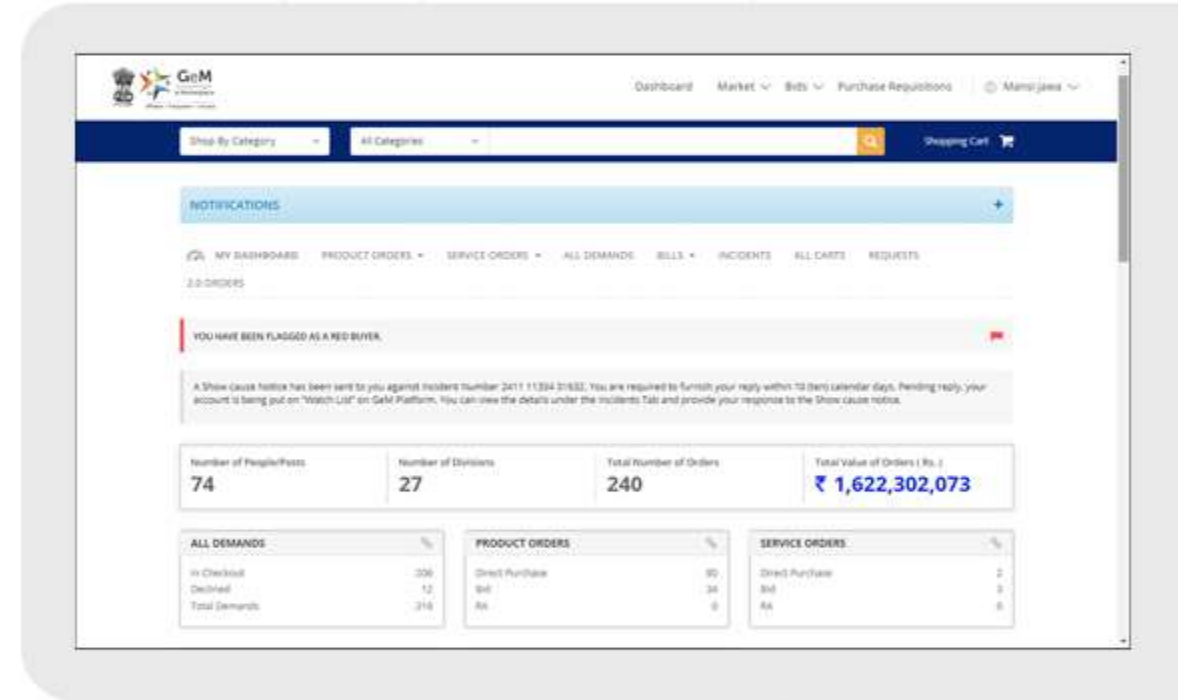 GeM
Dashboard Market Bids Purchase Requisitions Mansi jawa
Shop By Category All Categories Shopping Cart
NOTIFICATIONS +
MY DASHBOARD PRODUCT ORDERS SERVICE ORDERS ALL DEMANDS BILLS INCIDENTS ALL CARTS REQUESTS
2.0 ORDERS
YOU HAVE BEEN FLAGGED AS A RED BUYER.
A Show cause Notice has been sent to you against Incident Number 2411 11334 31632. You are required to furnish your reply within 10 (ten) calendar days. Pending reply, your
account is being put on "Watch List" on GeM Platform. You can view the details under the Incidents Tab and provide your response to the Show cause notice.
Number of People/Posts Number of Divisions Total Number of Orders Total Value of Orders ( Rs. )
74 27 240 ₹ 1,622,302,073
ALL DEMANDS PRODUCT ORDERS SERVICE ORDERS
In Checkout Direct Purchase Direct Purchase 2
Declined 12 Bid 34 Bid 3
Total Demands RA RA